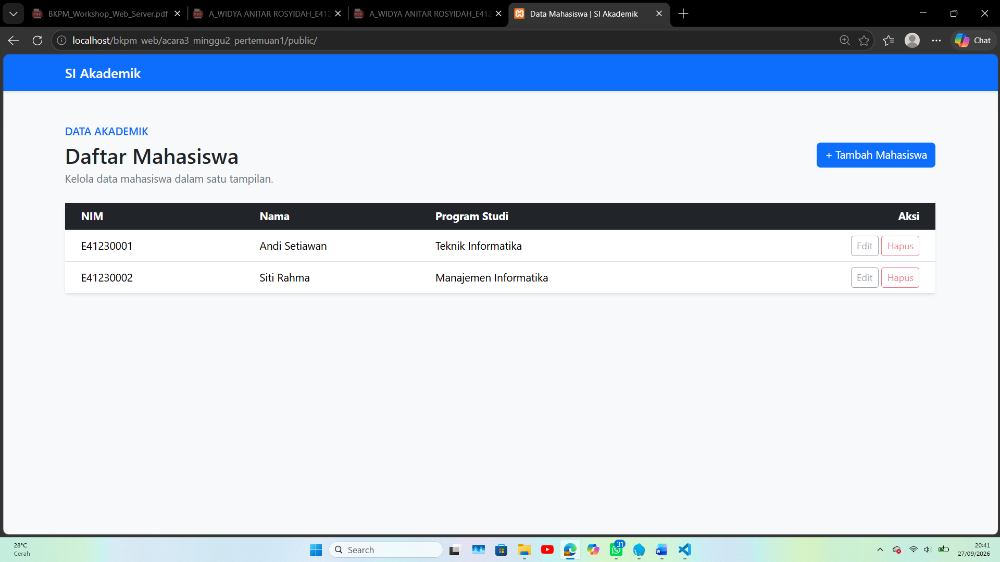 BKPM_Workshop_Web_Server.pdf
A_WIDYA ANITAR ROSYIDAH_E412
A_WIDYA ANITAR ROSYIDAH_E412
Data Mahasiswa | SI Akademik
localhost/bkpm_web/acara3_minggu2_pertemuan1/public/
Chat
SI Akademik
DATA AKADEMIK
Daftar Mahasiswa
+ Tambah Mahasiswa
Kelola data mahasiswa dalam satu tampilan.
NIM Nama Program Studi Aksi
E41230001 Andi Setiawan Teknik Informatika Edit Hapus
E41230002 Siti Rahma Manajemen Informatika Edit Hapus
28°C
Cerah
Search
31
20:41
27/09/2026